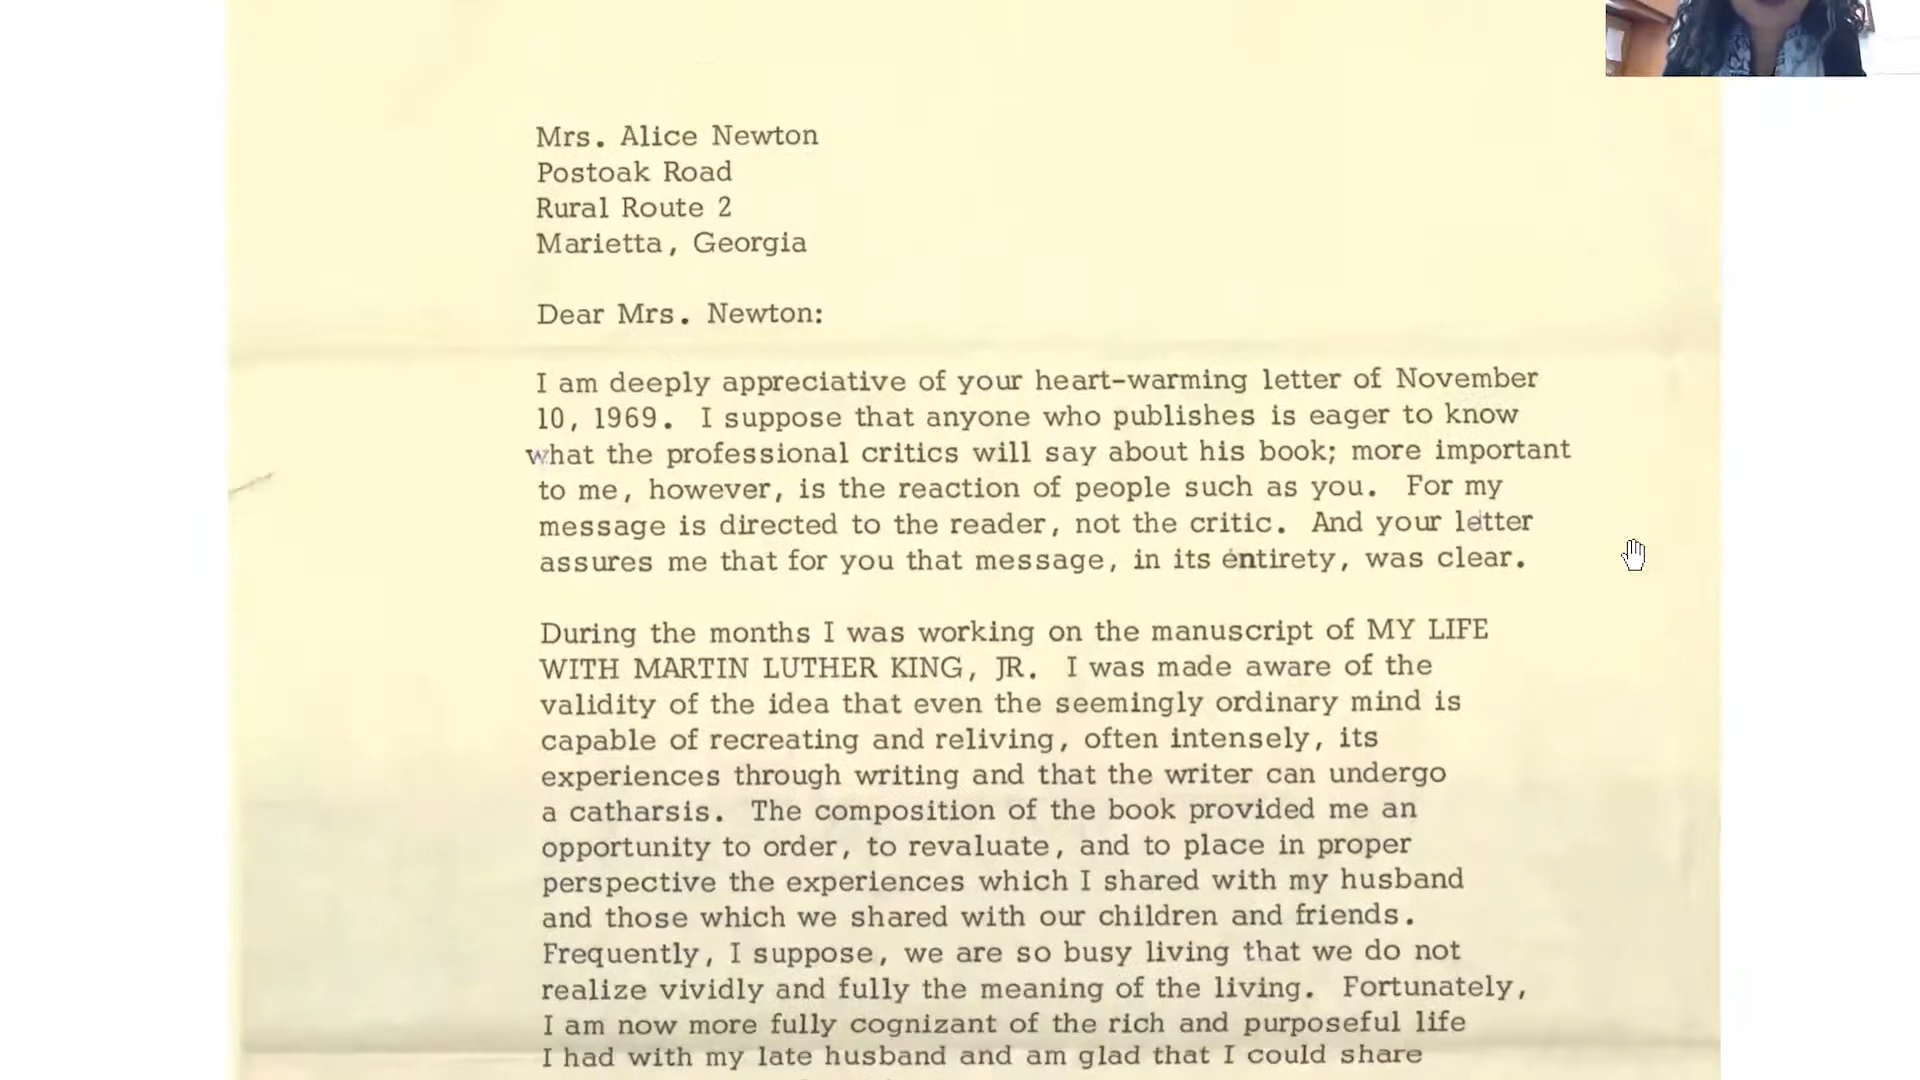 Mrs. Alice Newton
Postoak Road
Rural Route 2
Marietta, Georgia
Dear Mrs. Newton:
I am deeply appreciative of your heart-warming letter of November
10, 1969. I suppose that anyone who publishes is eager to know
what the professional critics will say about his book; more important
to me, however, is the reaction of people such as you. For my
message is directed to the reader, not the critic. And your letter
assures me that for you that message, in its entirety, was clear.
During the months I was working on the manuscript of MY LIFE
WITH MARTIN LUTHER KING, JR. I was made aware of the
validity of the idea that even the seemingly ordinary mind is
capable of recreating and reliving, often intensely, its
experiences through writing and that the writer can undergo
a catharsis. The composition of the book provided me an
opportunity to order, to revaluate, and to place in proper
perspective the experiences which I shared with my husband
and those which we shared with our children and friends.
Frequently, I suppose, we are so busy living that we do not
realize vividly and fully the meaning of the living. Fortunately,
I am now more fully cognizant of the rich and purposeful life
I had with my late husband and am glad that I could share